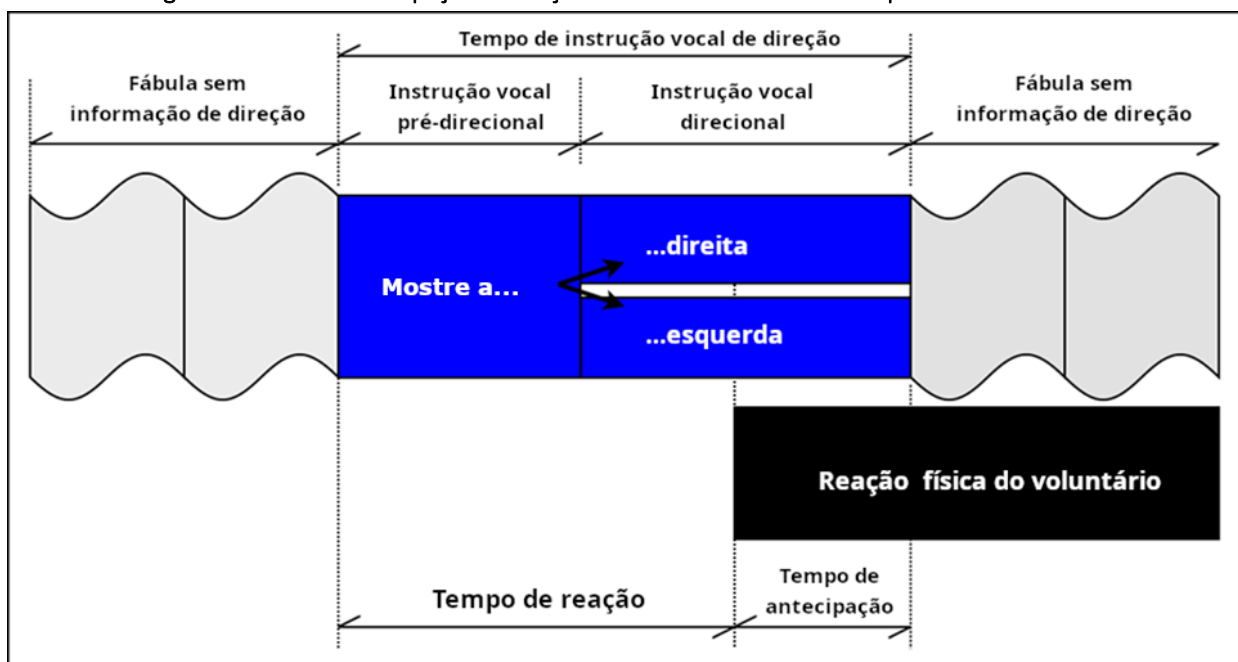 Tempo de instrução vocal de direção
Fábula sem
informação de direção
Instrução vocal
pré-direcional
Instrução vocal
direcional
Fábula sem
informação de direção
Mostre a...
...direita
...esquerda
Reação física do voluntário
Tempo de reação
Tempo de
antecipação